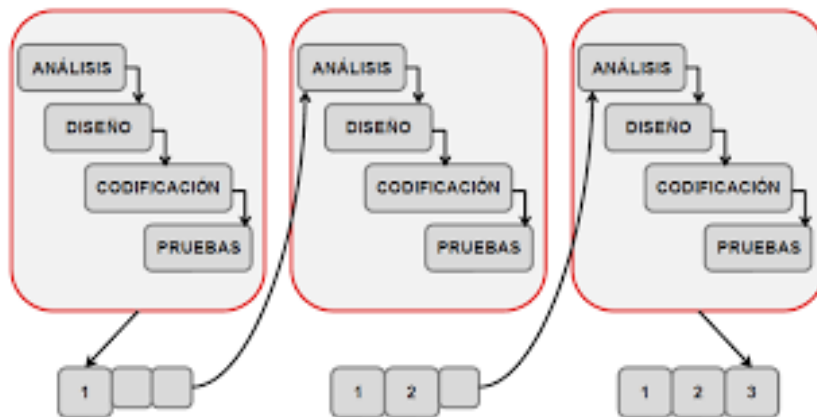 ANÁLISIS
DISEÑO
CODIFICACIÓN
PRUEBAS
ANÁLISIS
DISEÑO
CODIFICACIÓN
PRUEBAS
ANÁLISIS
DISEÑO
CODIFICACIÓN
PRUEBAS
1
1 2
1 2 3